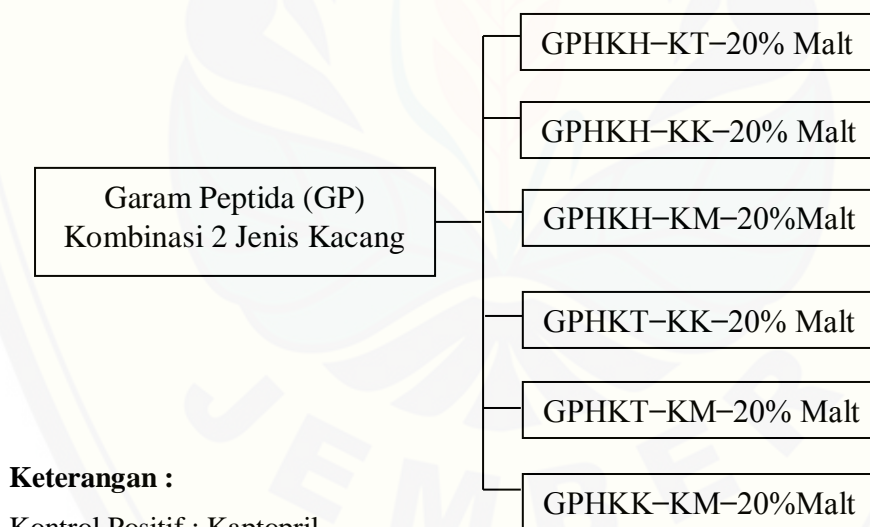 GPHKH−KT−20% Malt
GPHKH−KK−20% Malt
Garam Peptida (GP)
Kombinasi 2 Jenis Kacang
GPHKH−KM−20%Malt
GPHKT−KK−20% Malt
GPHKT−KM−20% Malt
GPHKK−KM−20%Malt
Keterangan :
Kontrol Positif : Kaptopril
JEMBER